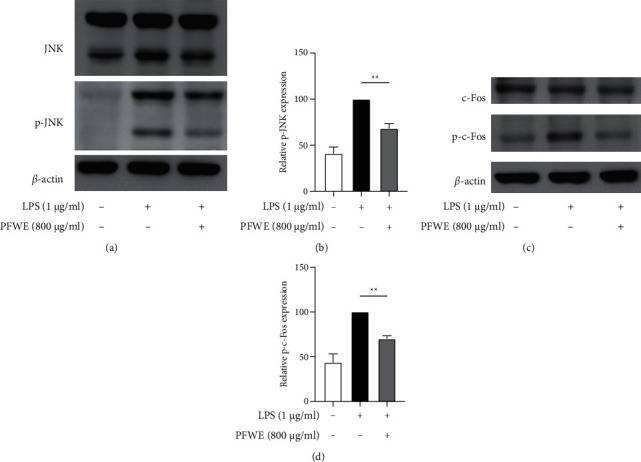 JNK
p-JNK
β-actin
LPS (1 μg/ml) – + +
PFWE (800 μg/ml) – – +
(a)
Relative p-JNK expression
150
100
50
0
**
LPS (1 μg/ml) – + +
PFWE (800 μg/ml) – – +
(b)
c-Fos
p-c-Fos
β-actin
LPS (1 μg/ml) – + +
PFWE (800 μg/ml) – – +
(c)
Relative p-c-Fos expression
150
100
50
0
**
LPS (1 μg/ml) – + +
PFWE (800 μg/ml) – – +
(d)